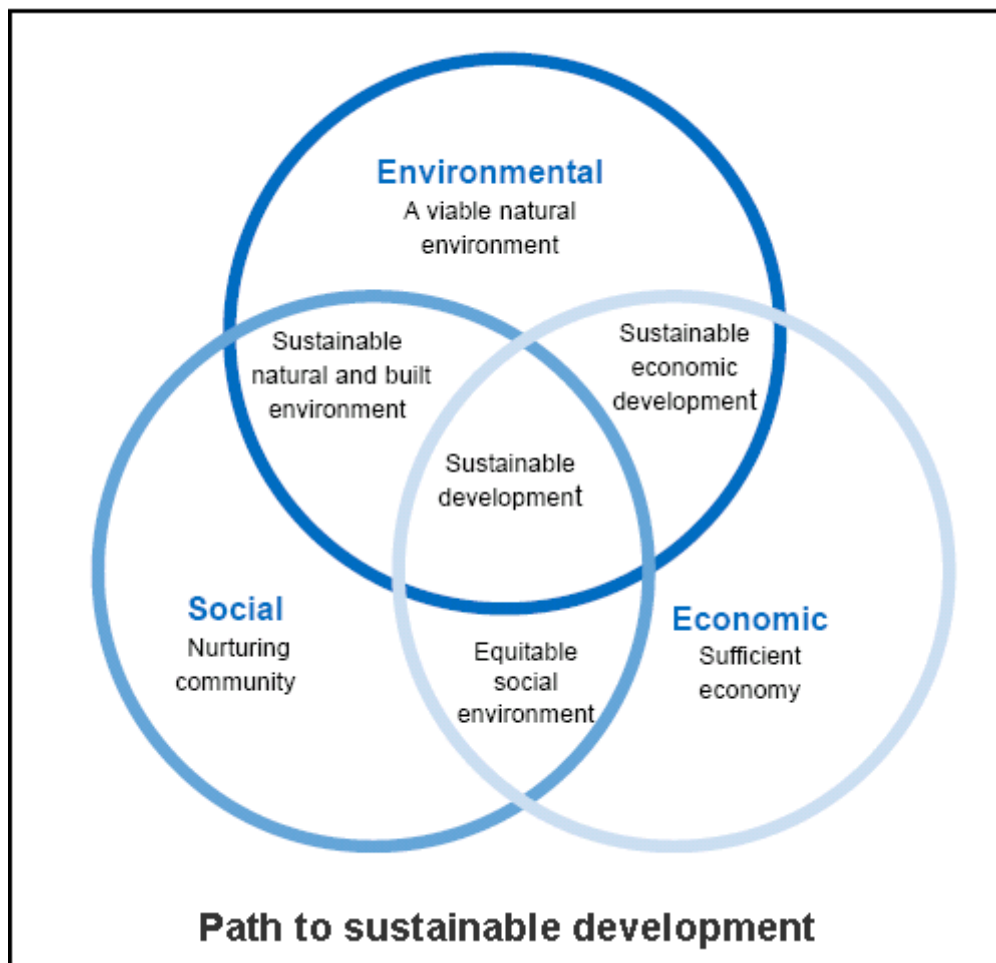 Environmental
A viable natural
environment
Sustainable
natural and built
environment
Sustainable
economic
development
Sustainable
development
Social
Nurturing
community
Equitable
social
environment
Economic
Sufficient
economy
Path to sustainable development